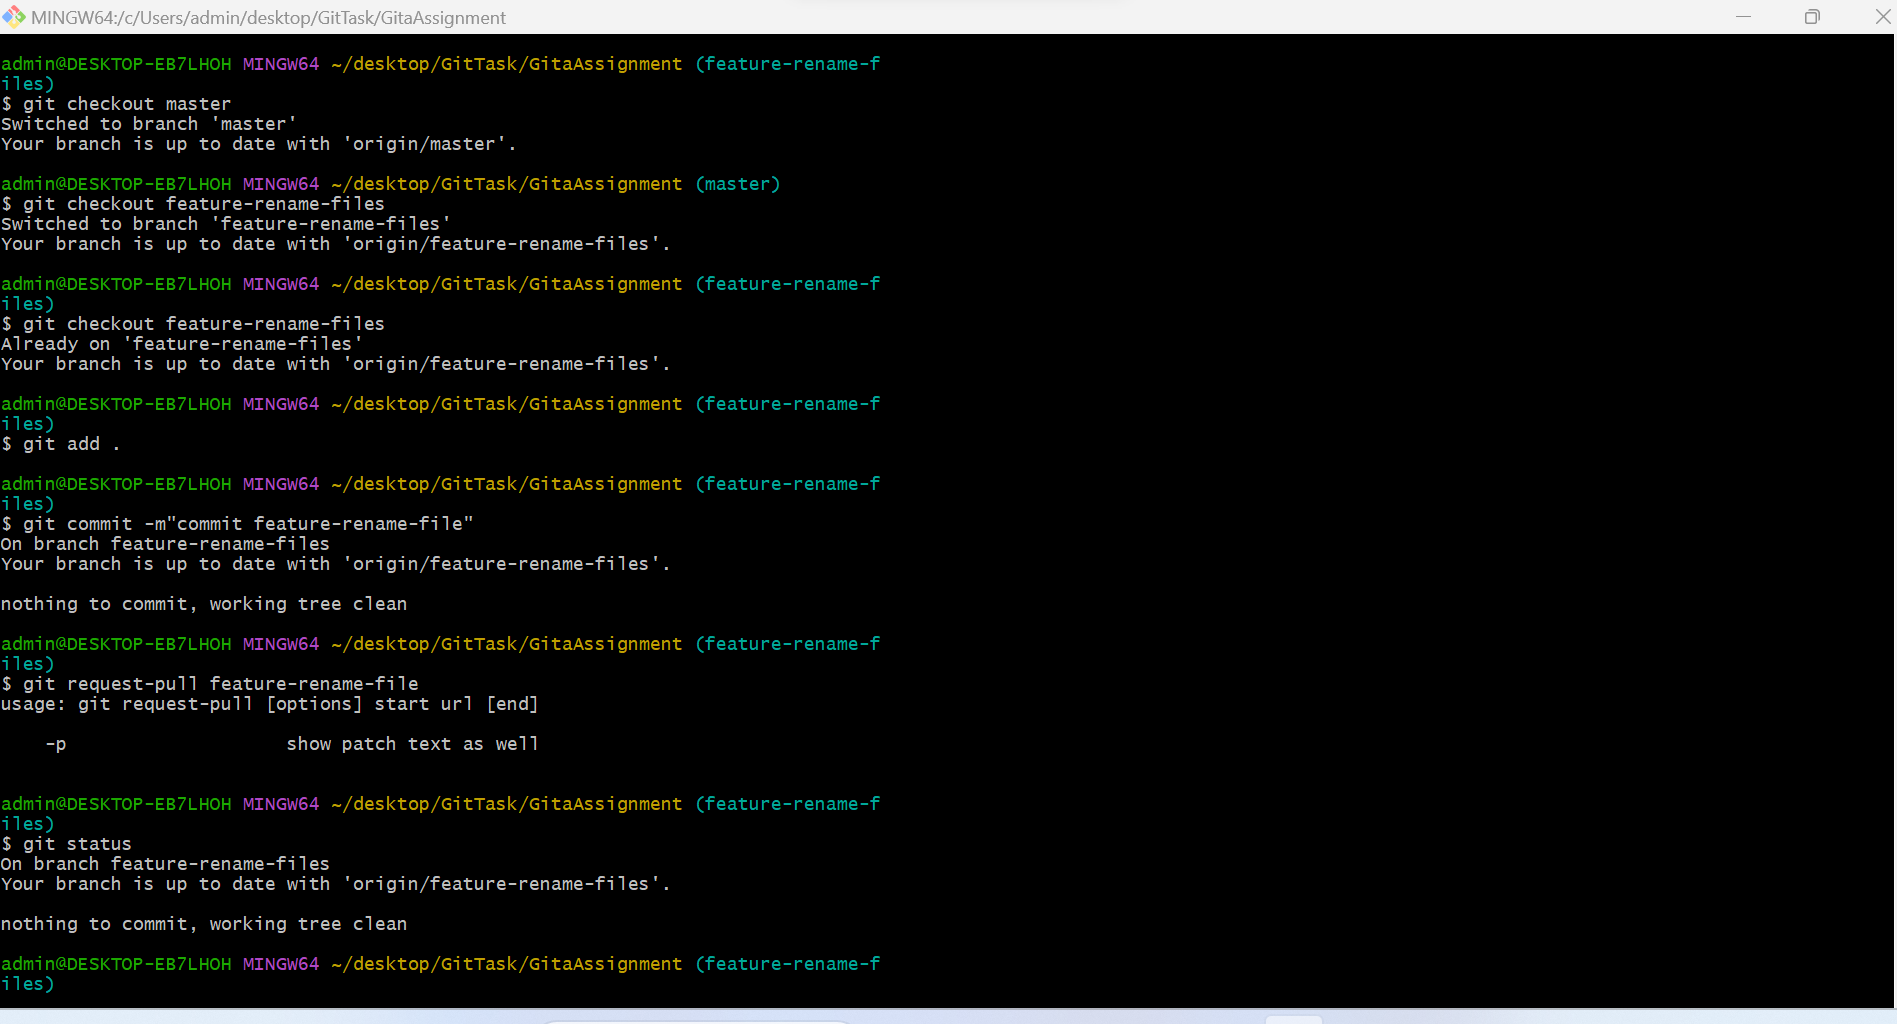 MINGW64:/c/Users/admin/desktop/GitTask/GitaAssignment
admin@DESKTOP-EB7LHOH MINGW64 ~/desktop/GitTask/GitaAssignment (feature-rename-f
iles)
$ git checkout master
Switched to branch 'master'
Your branch is up to date with 'origin/master'.
admin@DESKTOP-EB7LHOH MINGW64 ~/desktop/GitTask/GitaAssignment (master)
$ git checkout feature-rename-files
Switched to branch 'feature-rename-files'
Your branch is up to date with 'origin/feature-rename-files'.
admin@DESKTOP-EB7LHOH MINGW64 ~/desktop/GitTask/GitaAssignment (feature-rename-f
iles)
$ git checkout feature-rename-files
Already on 'feature-rename-files'
Your branch is up to date with 'origin/feature-rename-files'.
admin@DESKTOP-EB7LHOH MINGW64 ~/desktop/GitTask/GitaAssignment (feature-rename-f
iles)
$ git add .
admin@DESKTOP-EB7LHOH MINGW64 ~/desktop/GitTask/GitaAssignment (feature-rename-f
iles)
$ git commit -m"commit feature-rename-file"
On branch feature-rename-files
Your branch is up to date with 'origin/feature-rename-files'.
nothing to commit, working tree clean
admin@DESKTOP-EB7LHOH MINGW64 ~/desktop/GitTask/GitaAssignment (feature-rename-f
iles)
$ git request-pull feature-rename-file
usage: git request-pull [options] start url [end]
-p show patch text as well
admin@DESKTOP-EB7LHOH MINGW64 ~/desktop/GitTask/GitaAssignment (feature-rename-f
iles)
$ git status
On branch feature-rename-files
Your branch is up to date with 'origin/feature-rename-files'.
nothing to commit, working tree clean
admin@DESKTOP-EB7LHOH MINGW64 ~/desktop/GitTask/GitaAssignment (feature-rename-f
iles)